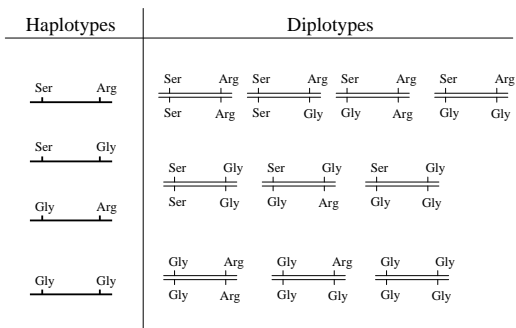 Haplotypes Diplotypes
Ser Arg Ser Arg Ser Arg Ser Arg Ser Arg
Ser Arg Ser Gly Gly Arg Gly Gly
Ser Gly Ser Gly Ser Gly Ser Gly
Ser Gly Gly Arg Gly Gly
Gly Arg
Gly Arg Gly Arg Gly Gly
Gly Gly Gly Arg Gly Gly Gly Gly